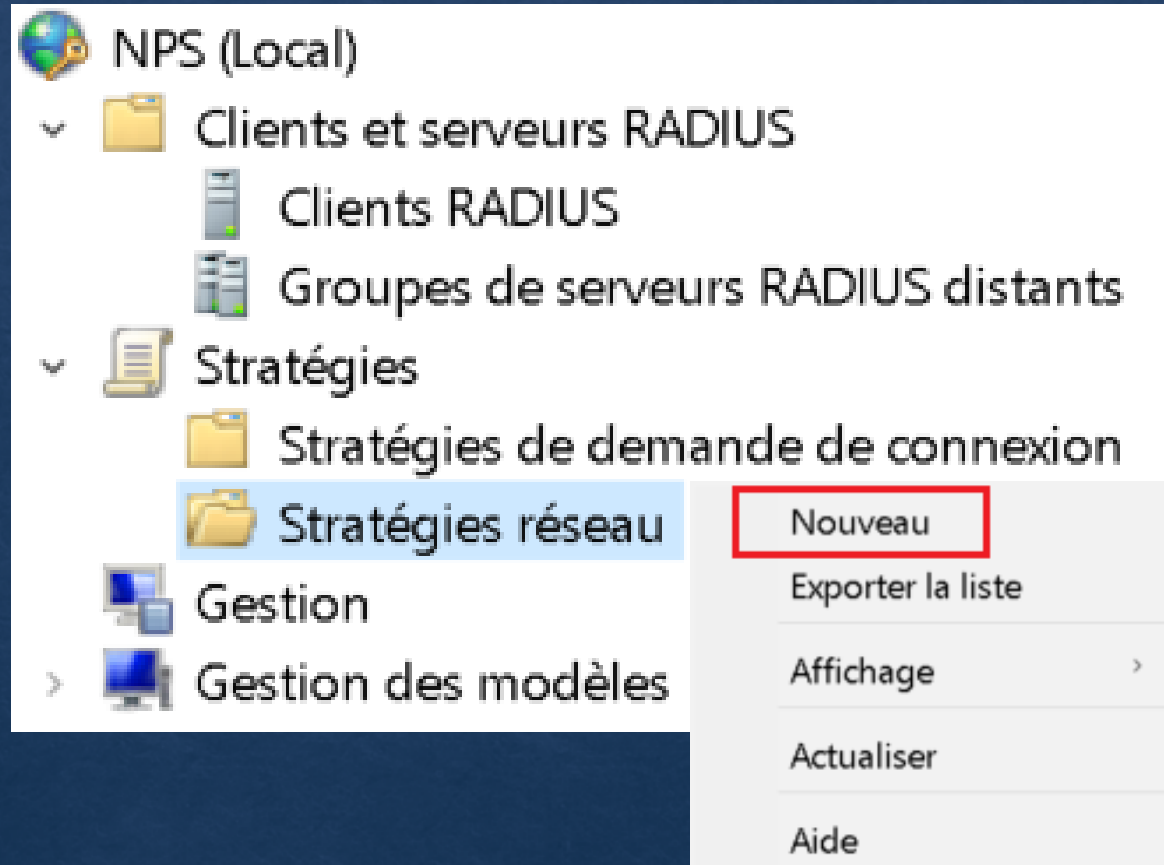 NPS (Local)
Clients et serveurs RADIUS
Clients RADIUS
Groupes de serveurs RADIUS distants
Stratégies
Stratégies de demande de connexion
Stratégies réseau
Gestion
Gestion des modèles
Nouveau
Exporter la liste
Affichage
Actualiser
Aide